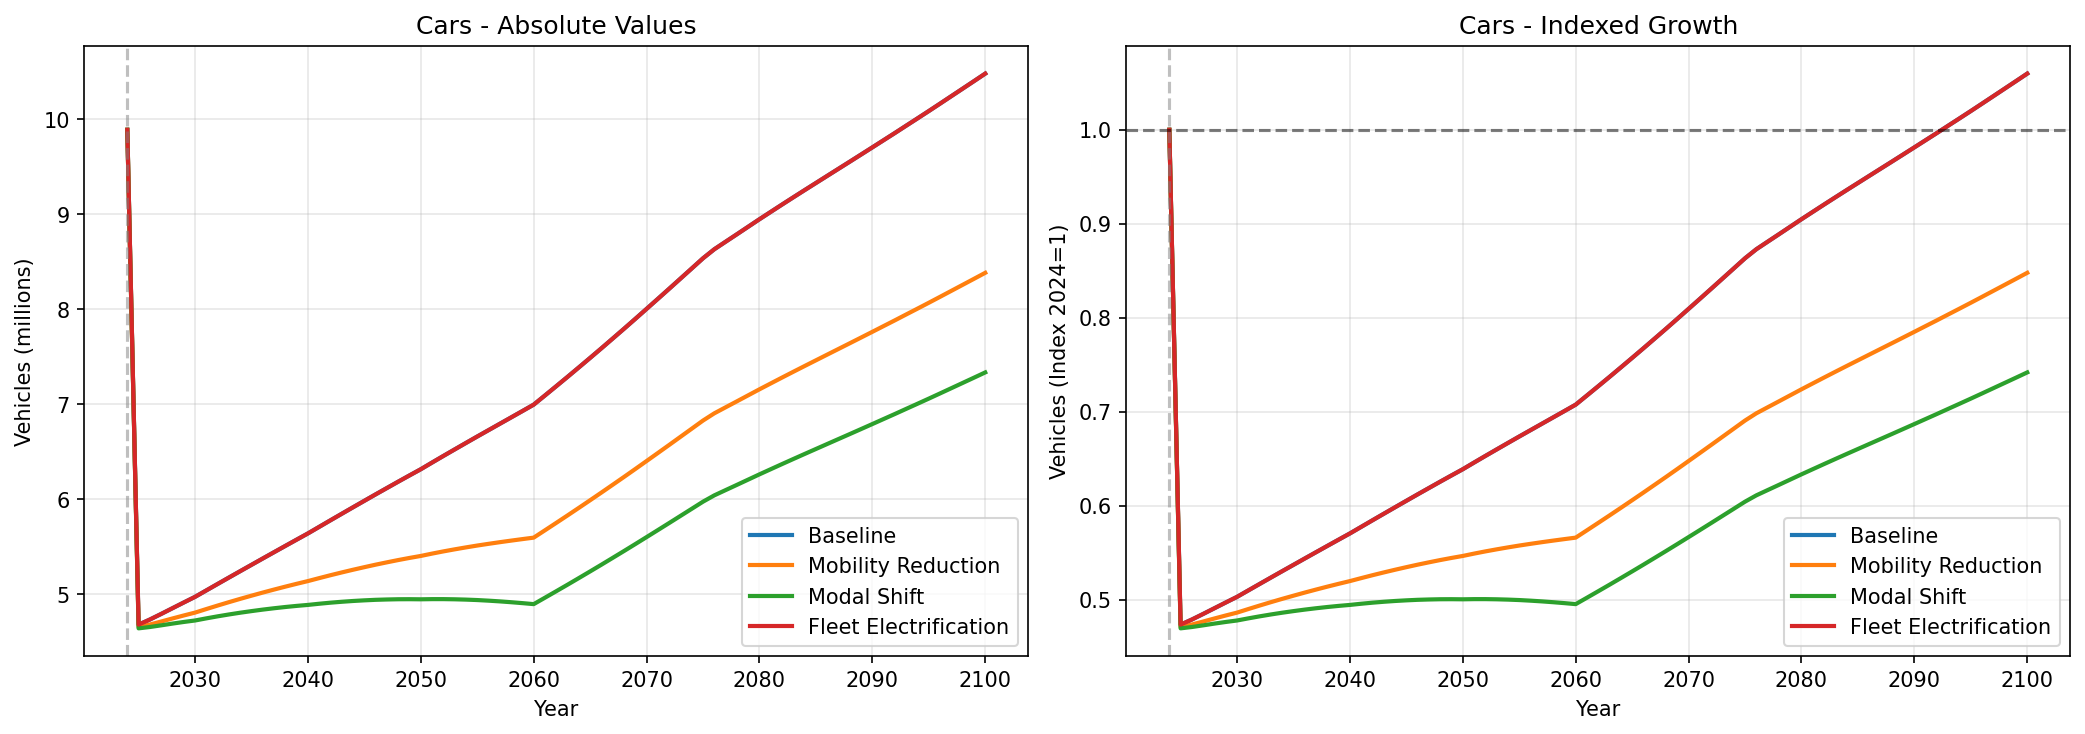 Cars - Absolute Values
Vehicles (millions)
10
9
8
7
6
5
Baseline
Mobility Reduction
Modal Shift
Fleet Electrification
2030 2040 2050 2060 2070 2080 2090 2100
Year
Cars - Indexed Growth
Vehicles (Index 2024=1)
1.0
0.9
0.8
0.7
0.6
0.5
Baseline
Mobility Reduction
Modal Shift
Fleet Electrification
2030 2040 2050 2060 2070 2080 2090 2100
Year